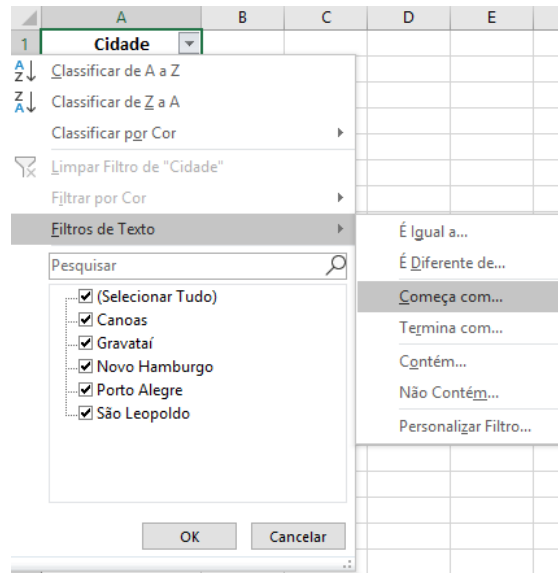 A B C D E
1 Cidade
Classificar de A a Z
Classificar de Z a A
Classificar por Cor
Limpar Filtro de "Cidade"
Filtrar por Cor
Filtros de Texto
Pesquisar
(Selecionar Tudo)
Canoas
Gravataí
Novo Hamburgo
Porto Alegre
São Leopoldo
OK Cancelar
É Igual a...
É Diferente de...
Começa com...
Termina com...
Contém...
Não Contém...
Personalizar Filtro...